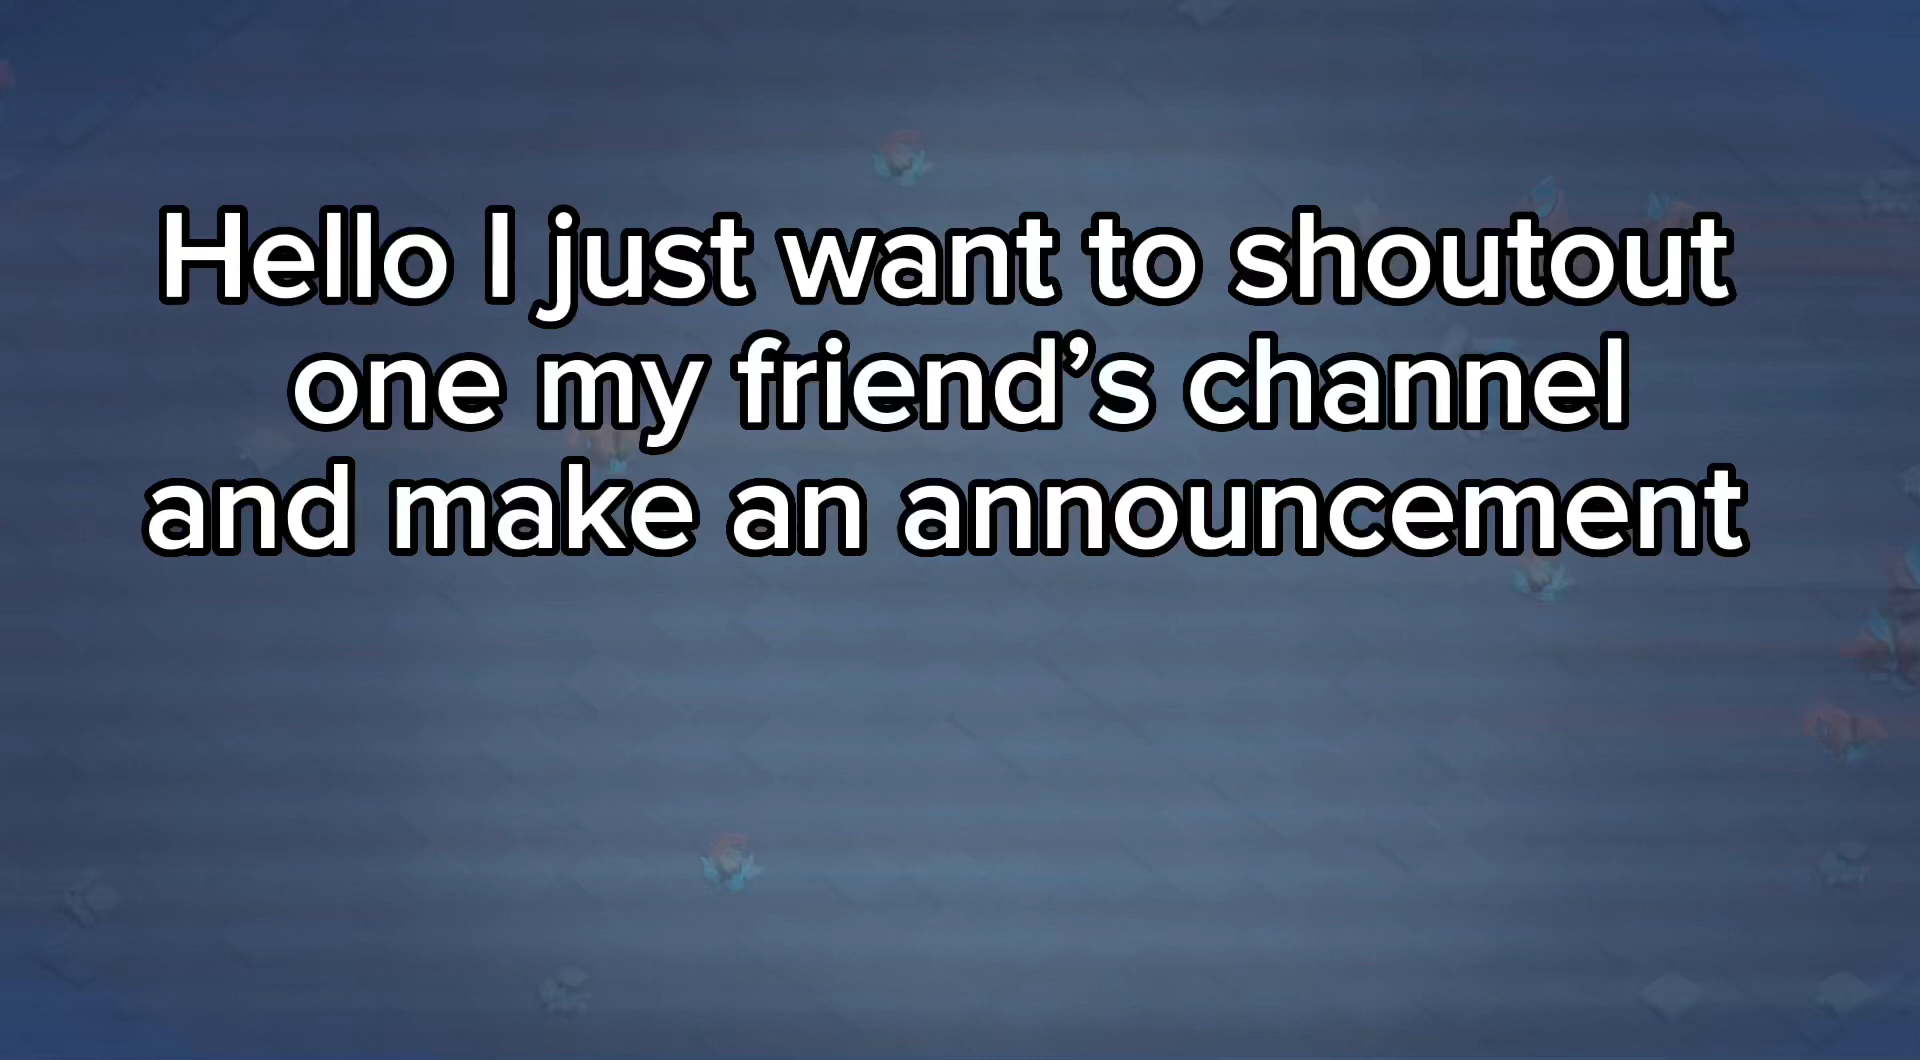 Hello I just want to shoutout
one my friend’s channel
and make an announcement